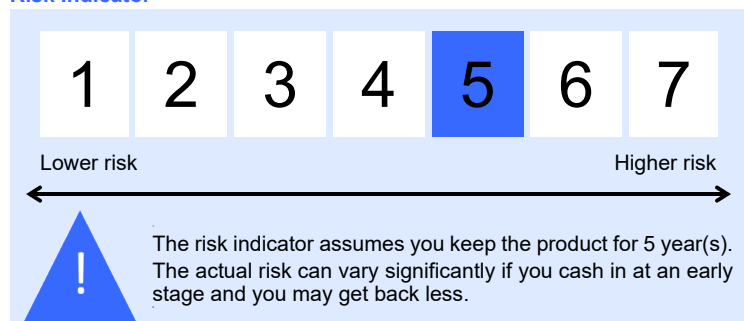 1 2 3 4 5 6 7
Lower risk Higher risk
!
The risk indicator assumes you keep the product for 5 year(s).
The actual risk can vary significantly if you cash in at an early
stage and you may get back less.